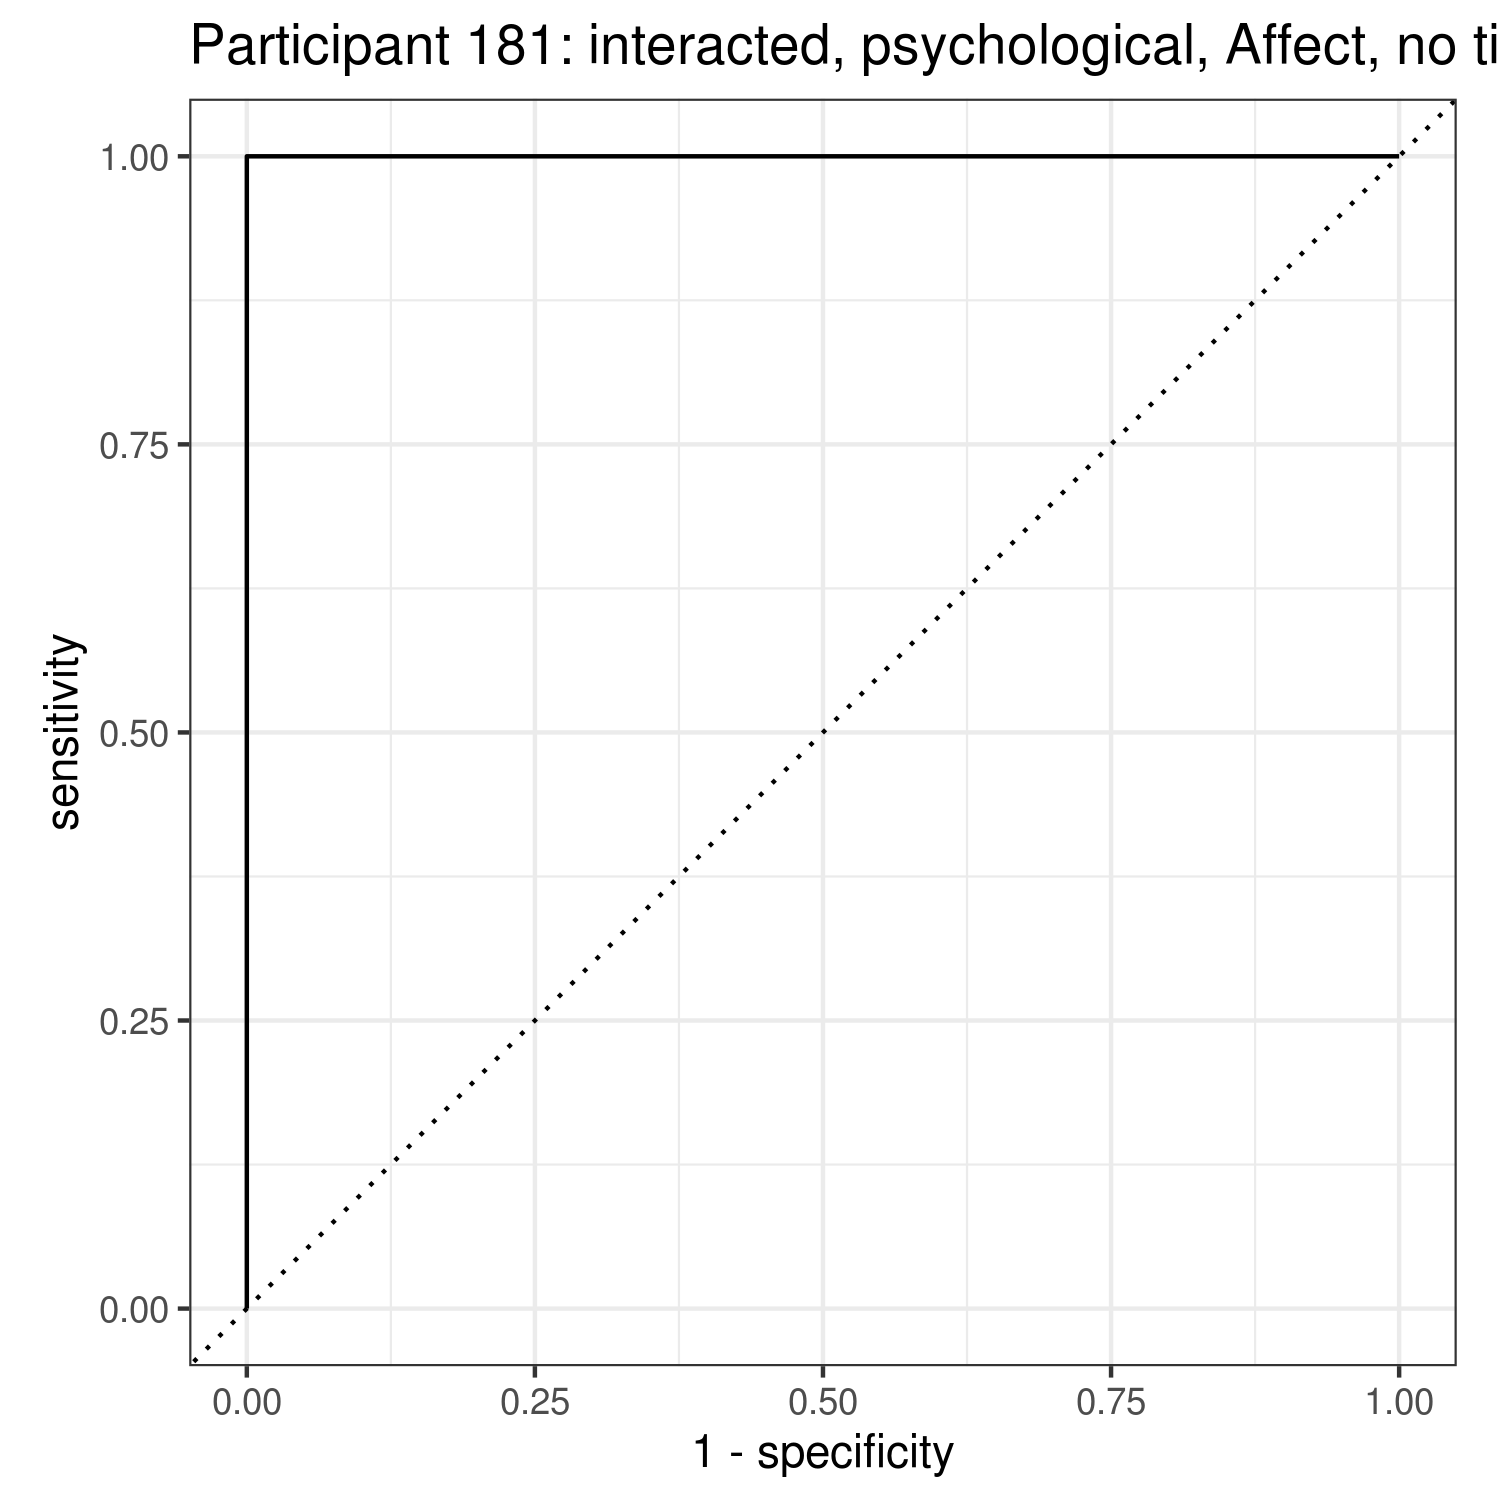 Participant 181: interacted, psychological, Affect, no ti
1.00
0.75
0.50
0.25
0.00
sensitivity
0.00 0.25 0.50 0.75 1.00
1 - specificity